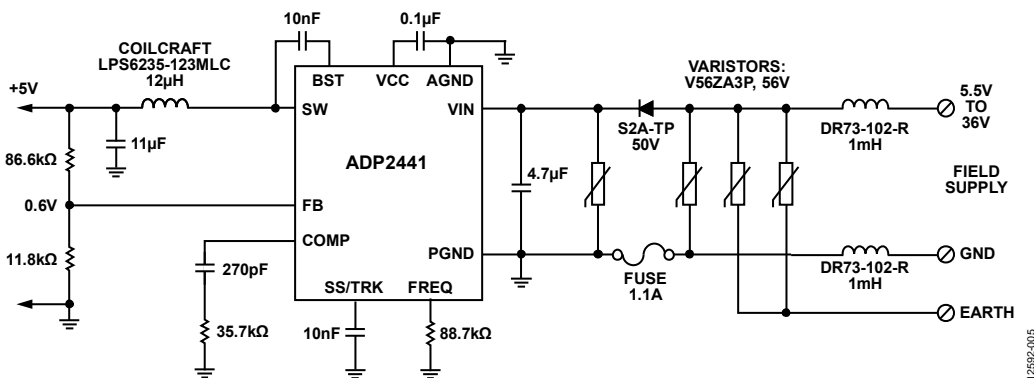 10nF
0.1µF
COILCRAFT
LPS6235-123MLC
12µH
+5V
11µF
86.6kΩ
0.6V
11.8kΩ
BST
VCC
AGND
SW
VIN
ADP2441
FB
COMP
PGND
SS/TRK
FREQ
270pF
35.7kΩ
10nF
88.7kΩ
4.7µF
VARISTORS:
V56ZA3P, 56V
S2A-TP
50V
FUSE
1.1A
DR73-102-R
1mH
5.5V
TO
36V
FIELD
SUPPLY
GND
DR73-102-R
1mH
EARTH
12592-005